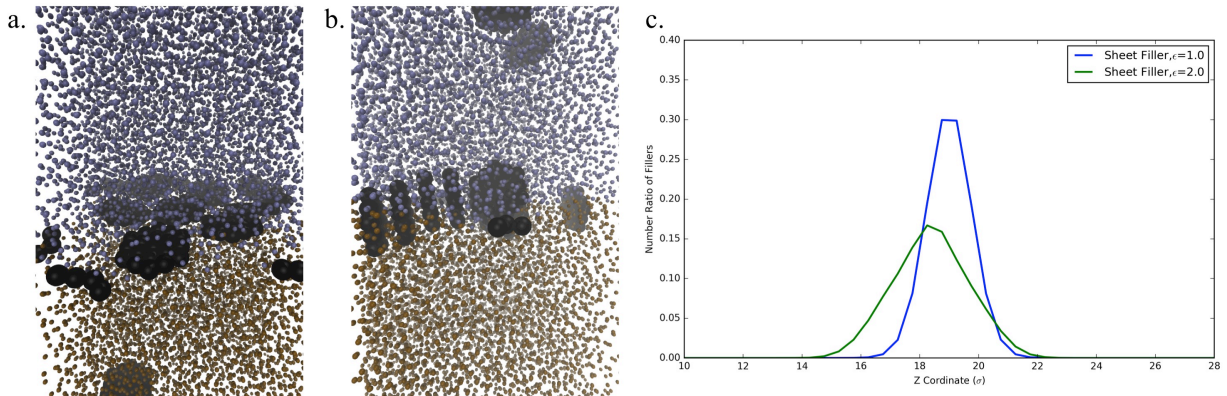 a.
b.
c.
0.40
0.35
0.30
0.25
0.20
0.15
0.10
0.05
0.00
Number Ratio of Fillers
Sheet Filler,ϵ=1.0
Sheet Filler,ϵ=2.0
10 12 14 16 18 20 22 24 26 28
Z Cordinate (σ)